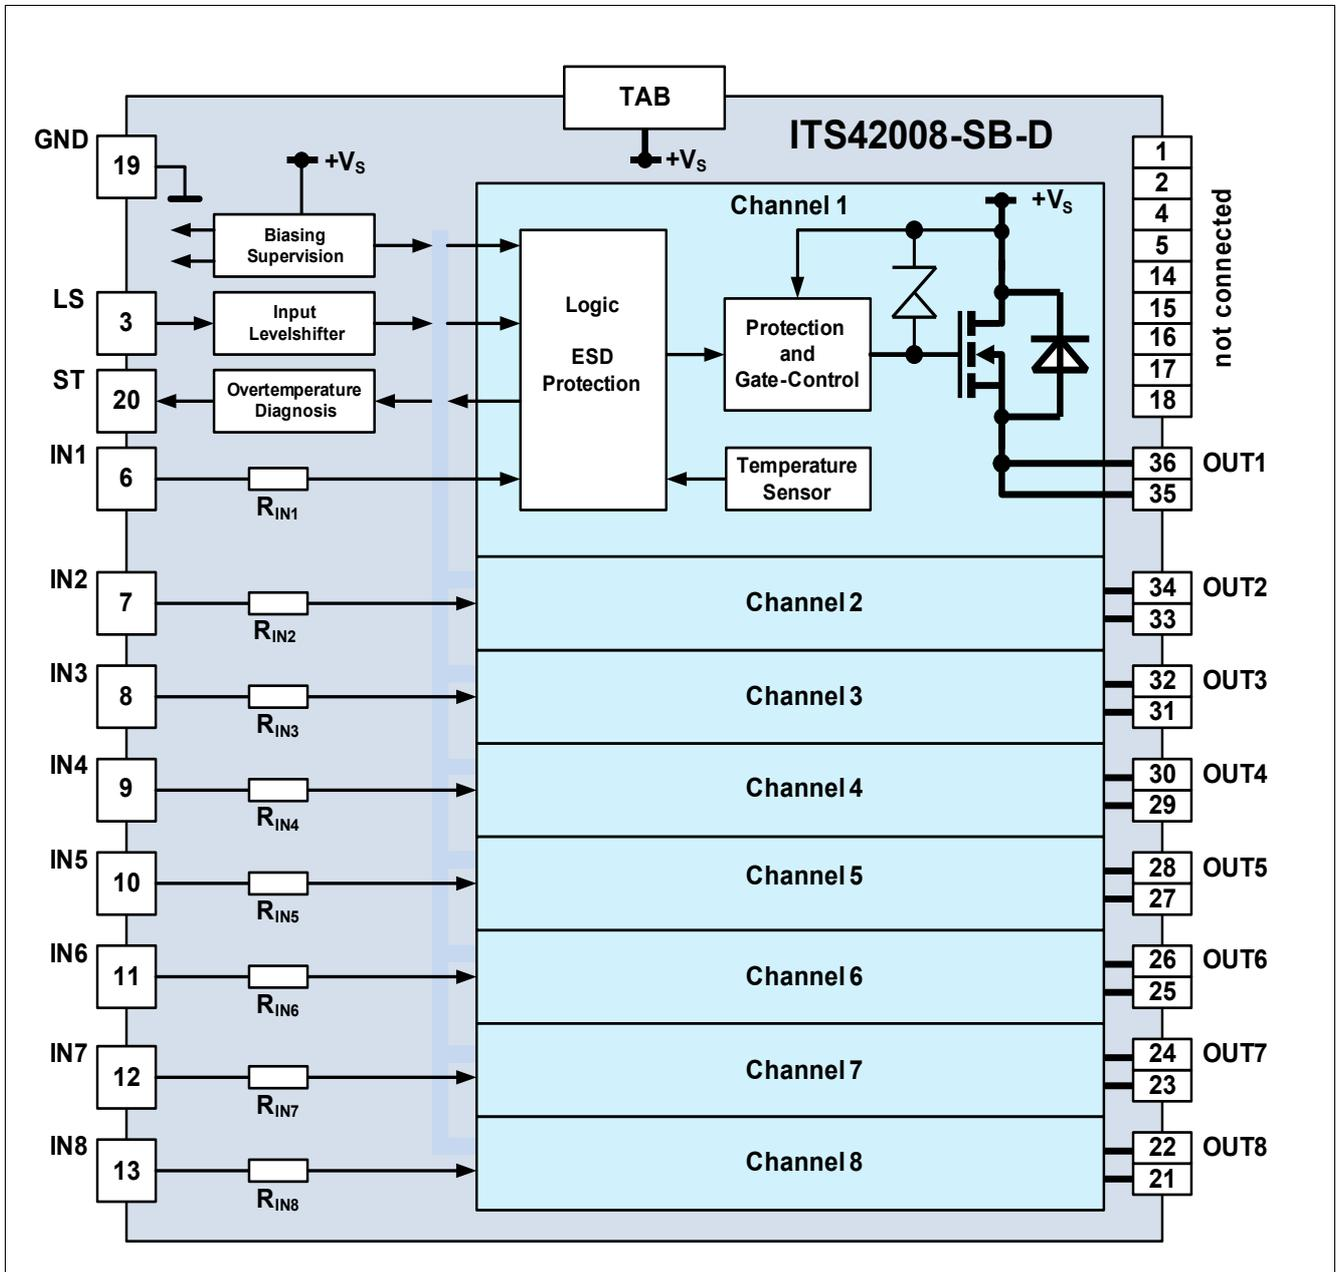 TAB
ITS42008-SB-D
GND
19
+VS
+VS
1
2
4
5
14
15
16
17
18
not connected
Biasing
Supervision
Channel 1
+VS
LS
3
Input
Levelshifter
Logic
ESD
Protection
Protection
and
Gate-Control
ST
20
Overtemperature
Diagnosis
IN1
6
RIN1
Temperature
Sensor
36
OUT1
35
IN2
7
RIN2
Channel 2
34
OUT2
33
IN3
8
RIN3
Channel 3
32
OUT3
31
IN4
9
RIN4
Channel 4
30
OUT4
29
IN5
10
RIN5
Channel 5
28
OUT5
27
IN6
11
RIN6
Channel 6
26
OUT6
25
IN7
12
RIN7
Channel 7
24
OUT7
23
IN8
13
RIN8
Channel 8
22
OUT8
21